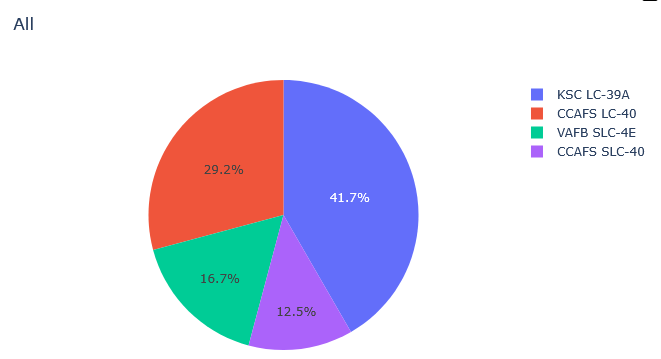 All
KSC LC-39A
CCAFS LC-40
VAFB SLC-4E
CCAFS SLC-40
29.2%
41.7%
16.7%
12.5%